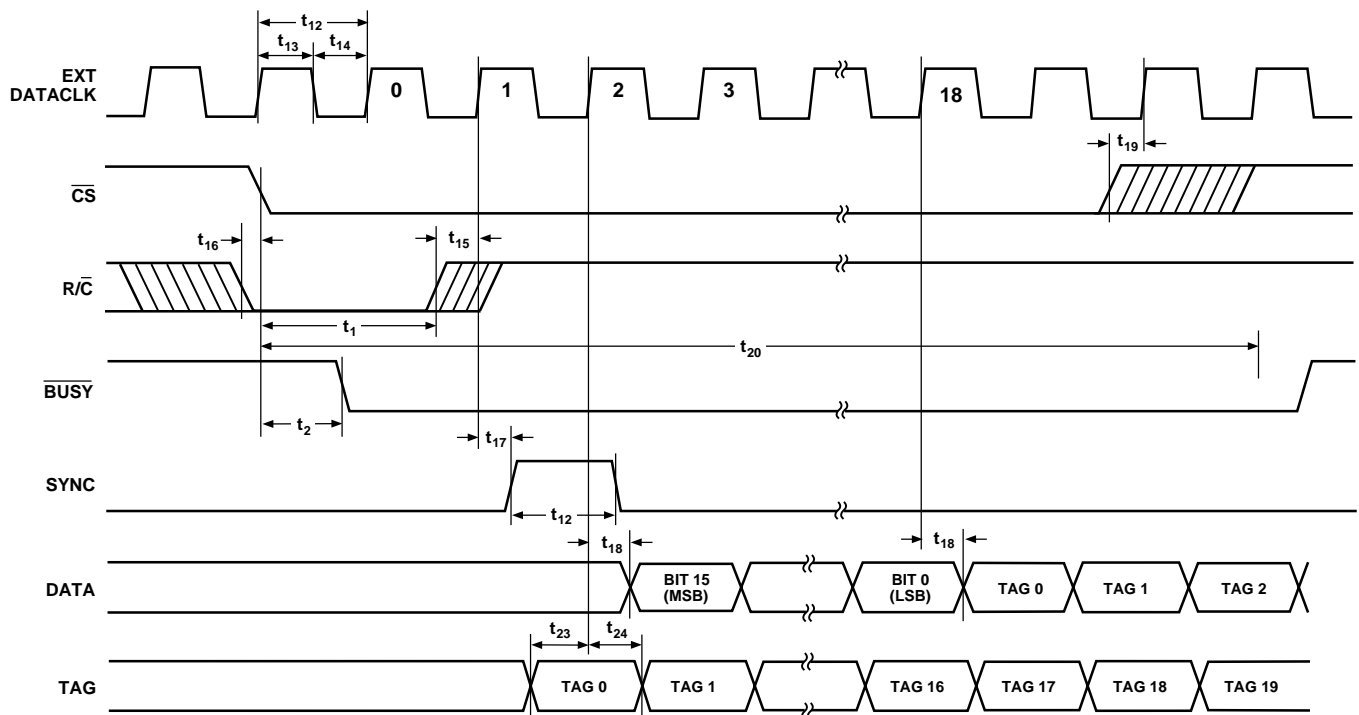 t12
t13 t14
EXT
DATACLK
0 1 2 3 18
t19
CS
t16 t15
R/C
t1
t20
BUSY
t2
t17
SYNC
t12
t18 t18
DATA
BIT 15
(MSB)
BIT 0
(LSB)
TAG 0 TAG 1 TAG 2
t23 t24
TAG
TAG 0 TAG 1 TAG 16 TAG 17 TAG 18 TAG 19